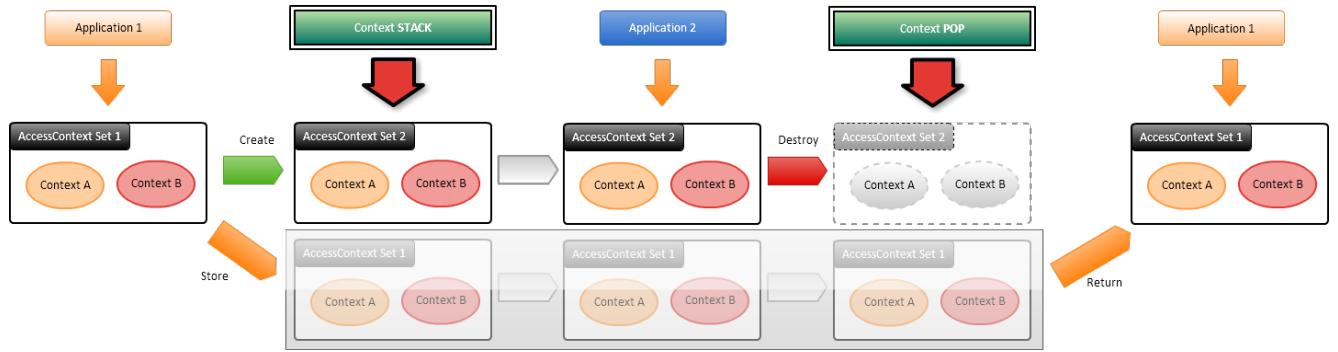 Application 1
Context STACK
Application 2
Context POP
Application 1
AccessContext Set 1
Context A
Context B
Create
AccessContext Set 2
Context A
Context B
AccessContext Set 2
Context A
Context B
Destroy
AccessContext Set 2
Context A
Context B
AccessContext Set 1
Context A
Context B
Store
AccessContext Set 1
Context A
Context B
AccessContext Set 1
Context A
Context B
AccessContext Set 1
Context A
Context B
Return